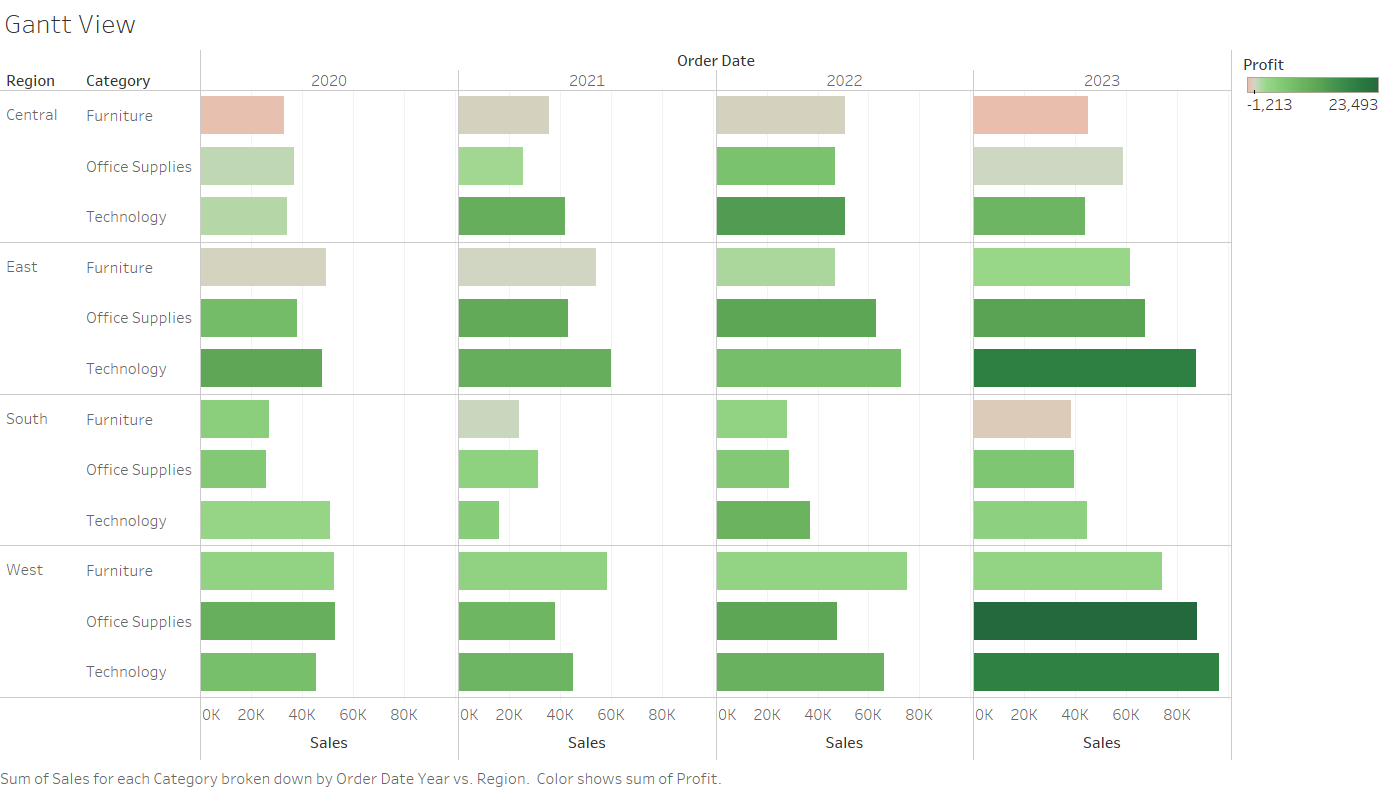 Gantt View
Order Date
Region Category 2020 2021 2022 2023
Profit
-1,213 23,493
Central Furniture
Office Supplies
Technology
East Furniture
Office Supplies
Technology
South Furniture
Office Supplies
Technology
West Furniture
Office Supplies
Technology
0K 20K 40K 60K 80K 0K 20K 40K 60K 80K 0K 20K 40K 60K 80K 0K 20K 40K 60K 80K
Sales Sales Sales Sales
Sum of Sales for each Category broken down by Order Date Year vs. Region. Color shows sum of Profit.